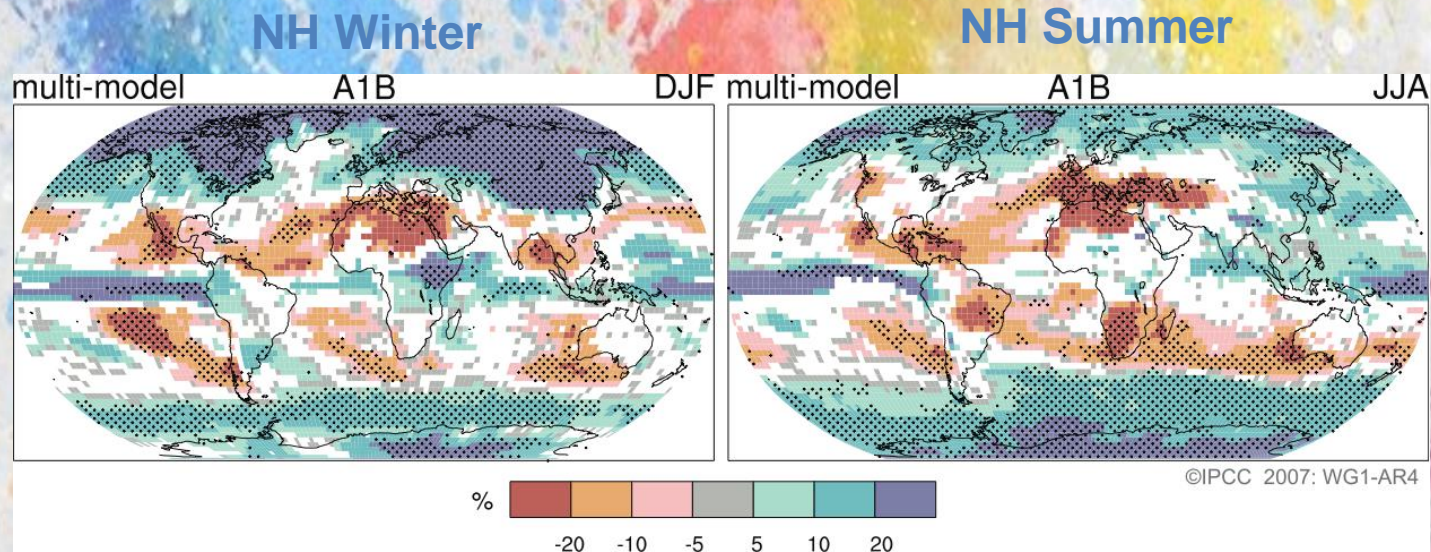 NH Winter
NH Summer
multi-model A1B DJF
multi-model A1B JJA
©IPCC 2007: WG1-AR4
%
-20 -10 -5 5 10 20